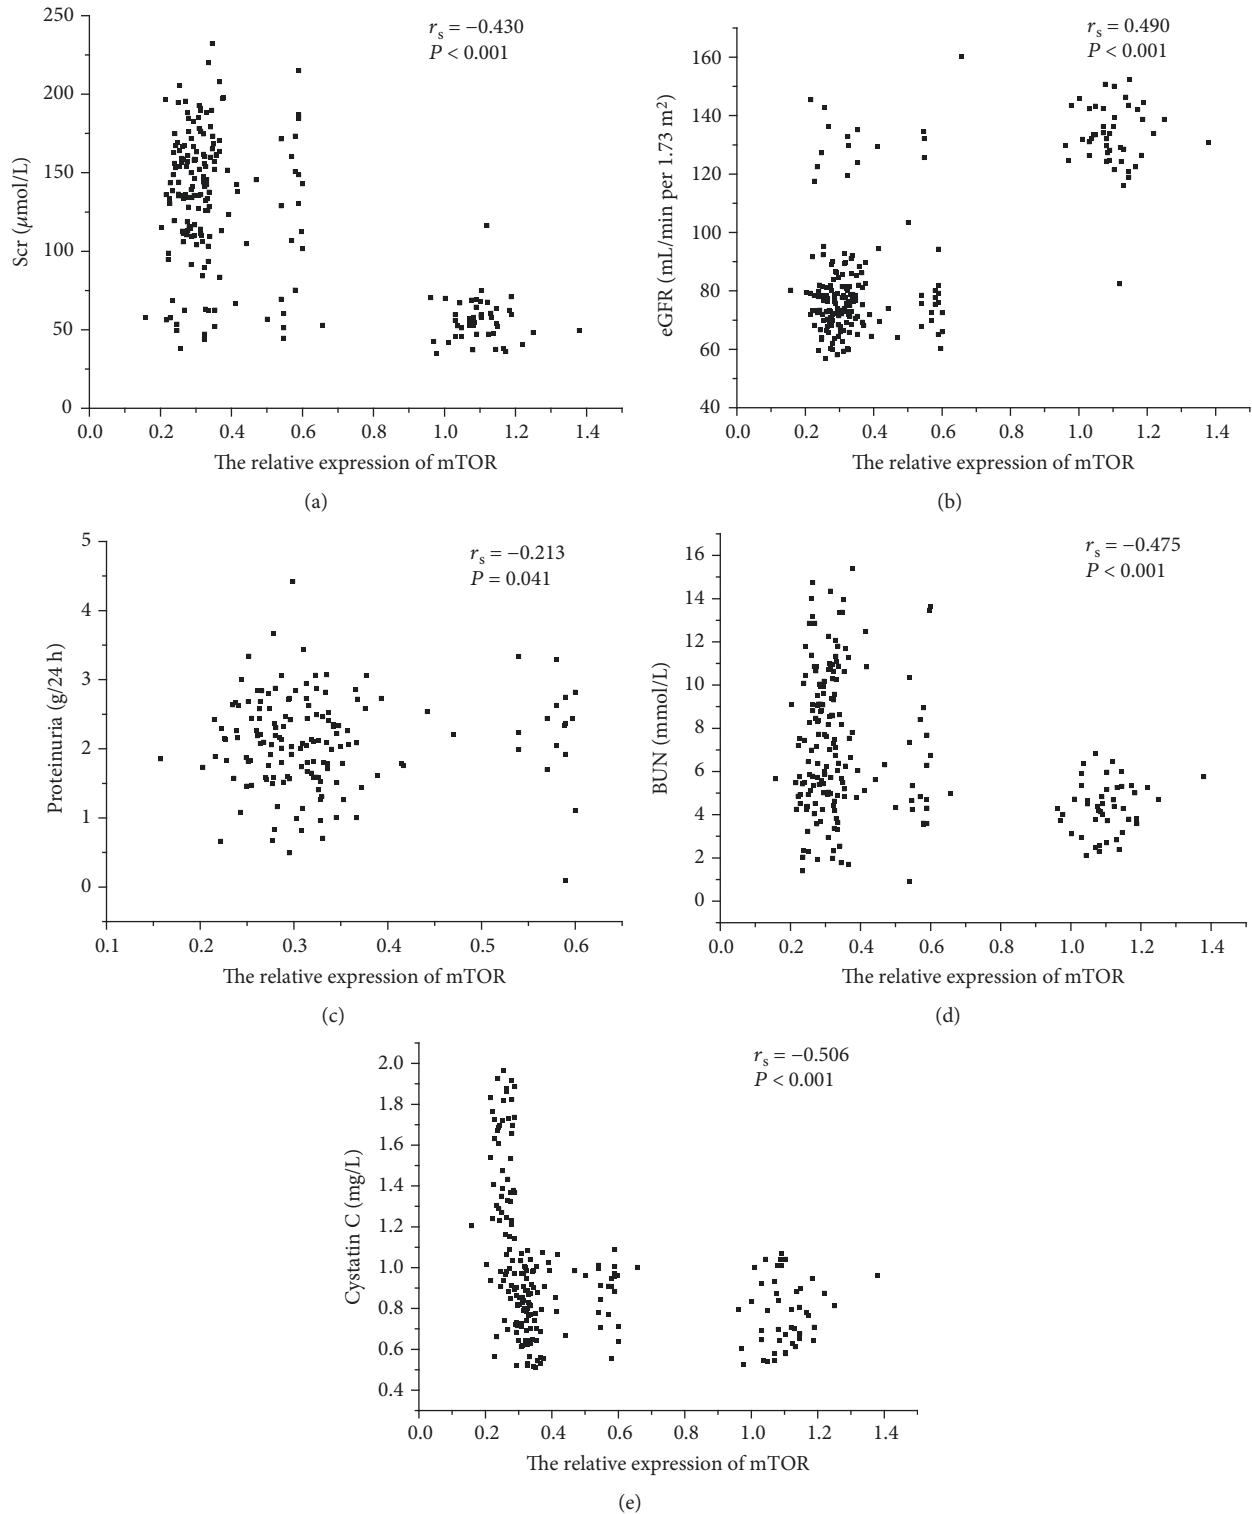 250
200
150
100
50
0
Scr (μmol/L)
r_s = −0.430
P < 0.001
0.0 0.2 0.4 0.6 0.8 1.0 1.2 1.4
The relative expression of mTOR
(a)
160
140
120
100
80
60
40
eGFR (mL/min per 1.73 m²)
r_s = 0.490
P < 0.001
0.0 0.2 0.4 0.6 0.8 1.0 1.2 1.4
The relative expression of mTOR
(b)
5
4
3
2
1
0
Proteinuria (g/24 h)
r_s = −0.213
P = 0.041
0.1 0.2 0.3 0.4 0.5 0.6
The relative expression of mTOR
(c)
16
14
12
10
8
6
4
2
0
BUN (mmol/L)
r_s = −0.475
P < 0.001
0.0 0.2 0.4 0.6 0.8 1.0 1.2 1.4
The relative expression of mTOR
(d)
2.0
1.8
1.6
1.4
1.2
1.0
0.8
0.6
0.4
Cystatin C (mg/L)
r_s = −0.506
P < 0.001
0.0 0.2 0.4 0.6 0.8 1.0 1.2 1.4
The relative expression of mTOR
(e)